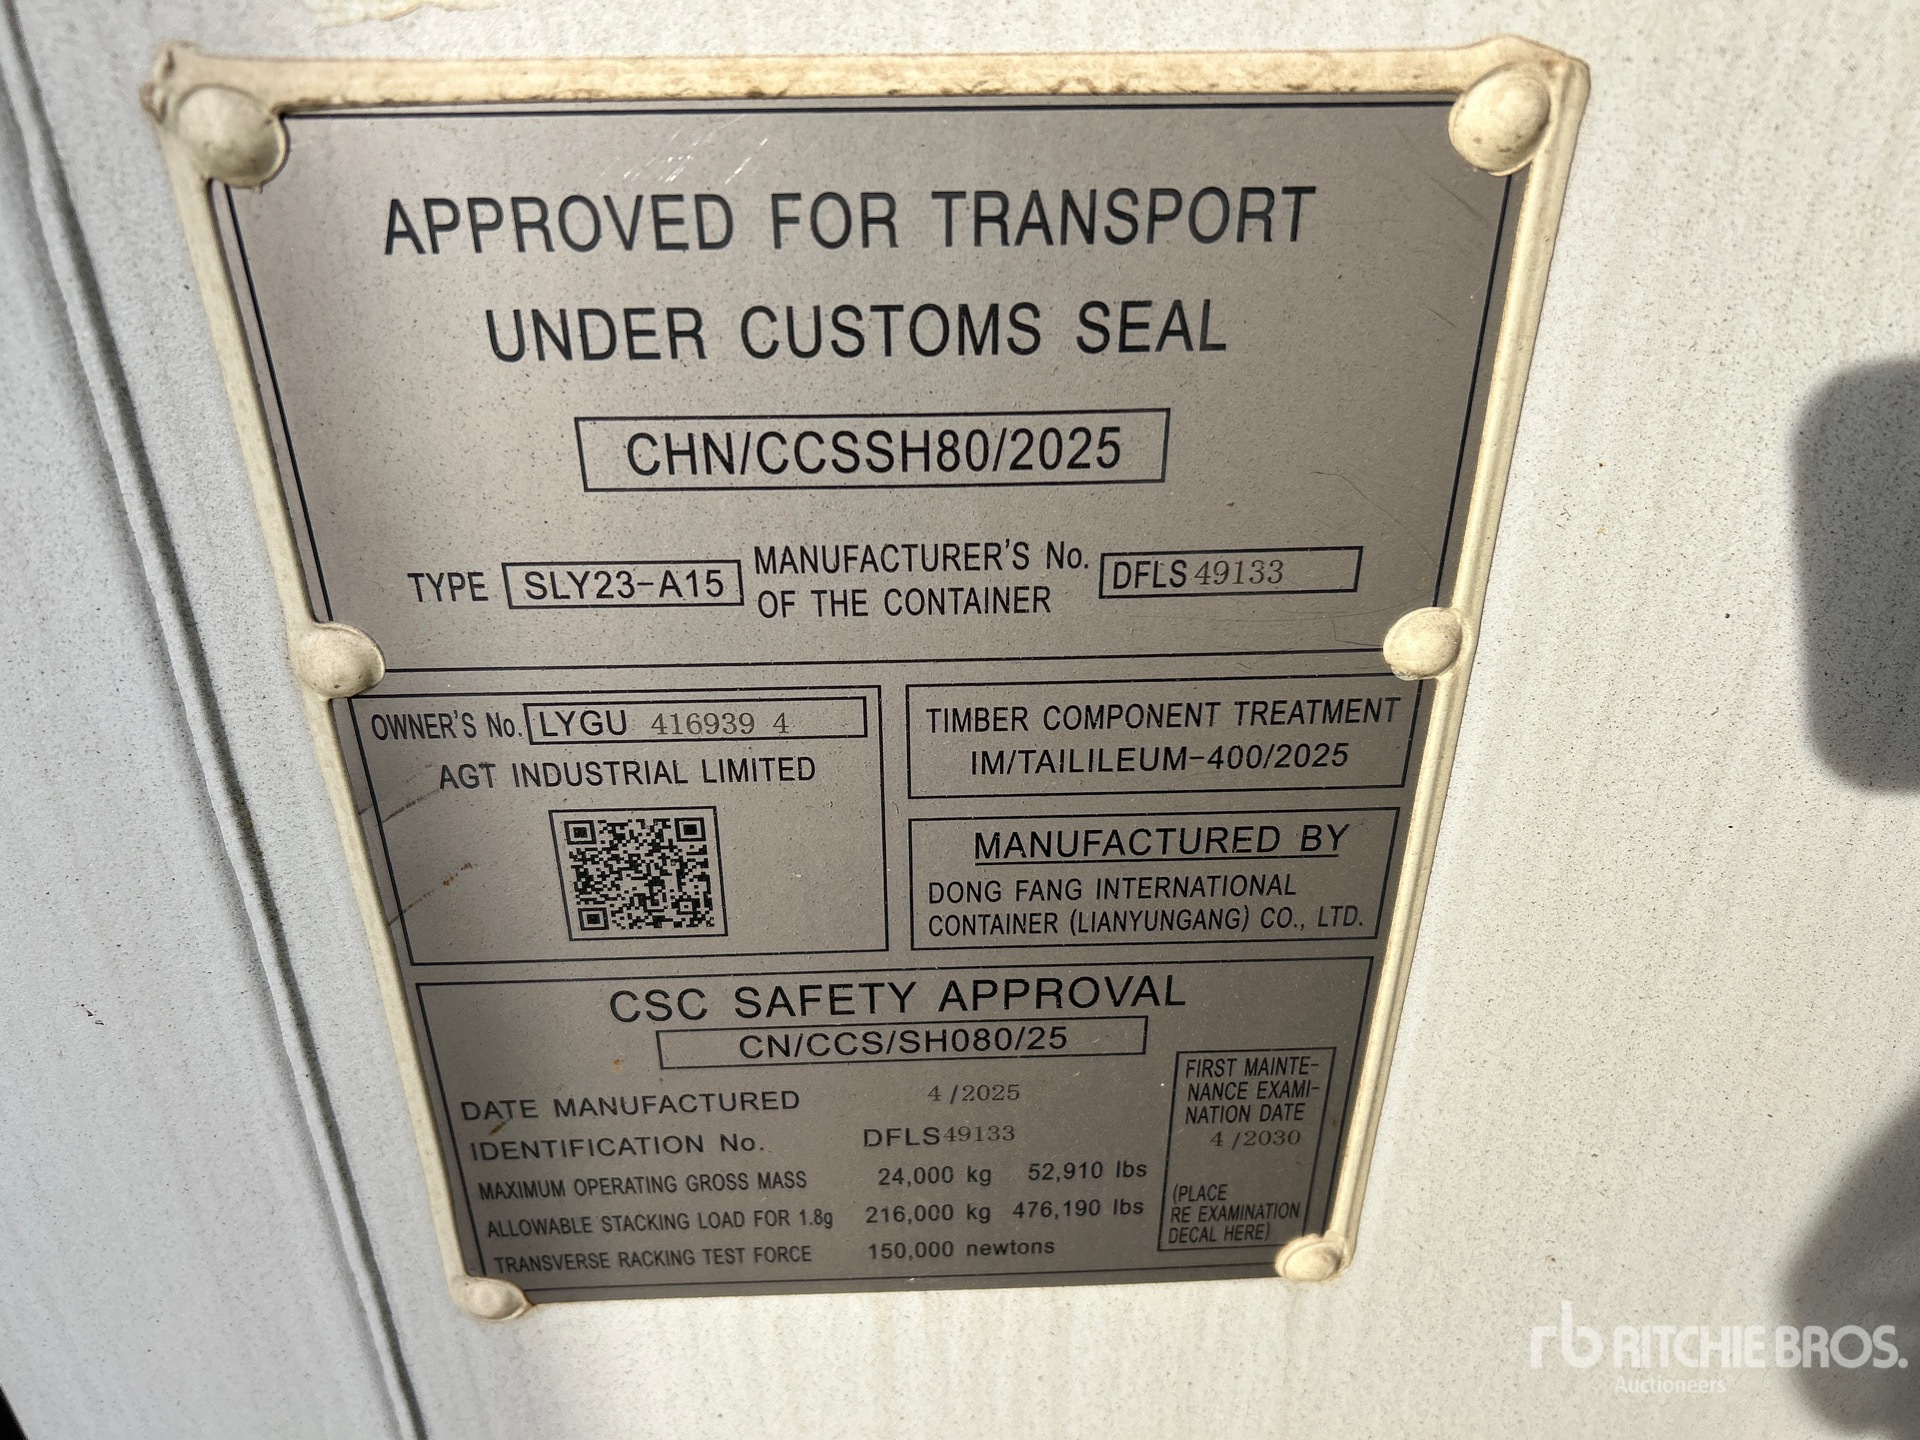 APPROVED FOR TRANSPORT
UNDER CUSTOMS SEAL
CHN/CCSSH80/2025
TYPE SLY23-A15 MANUFACTURER'S No. OF THE CONTAINER DFLS 49133
OWNER'S No. LYGU 416939 4
AGT INDUSTRIAL LIMITED
TIMBER COMPONENT TREATMENT
IM/TAILILEUM-400/2025
MANUFACTURED BY
DONG FANG INTERNATIONAL
CONTAINER (LIANYUNGANG) CO., LTD.
CSC SAFETY APPROVAL
CN/CCS/SH080/25
DATE MANUFACTURED 4/2025
IDENTIFICATION No. DFLS49133
MAXIMUM OPERATING GROSS MASS 24,000 kg 52,910 lbs
ALLOWABLE STACKING LOAD FOR 1.8g 216,000 kg 476,190 lbs
TRANSVERSE RACKING TEST FORCE 150,000 newtons
FIRST MAINTE-
NANCE EXAMI-
NATION DATE
4/2030
(PLACE
RE EXAMINATION
DECAL HERE)
rb RITCHIE BROS.
Auctioneers